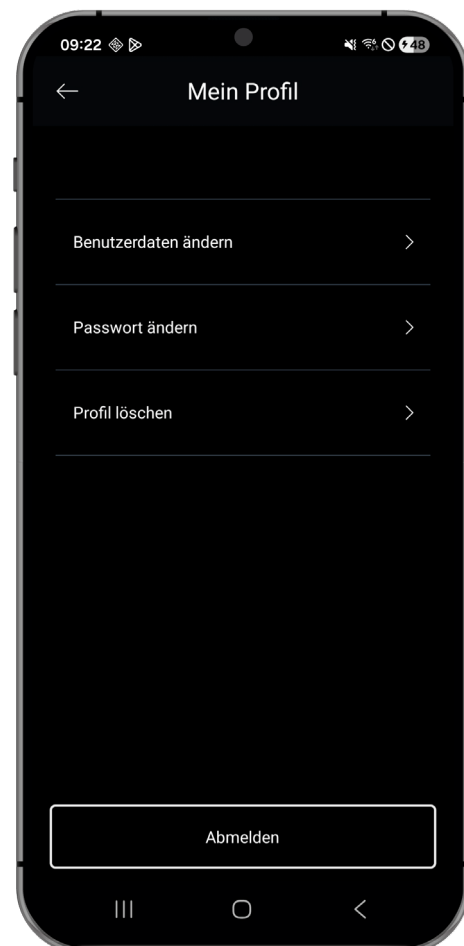 09:22
48
Mein Profil
Benutzerdaten ändern
Passwort ändern
Profil löschen
Abmelden